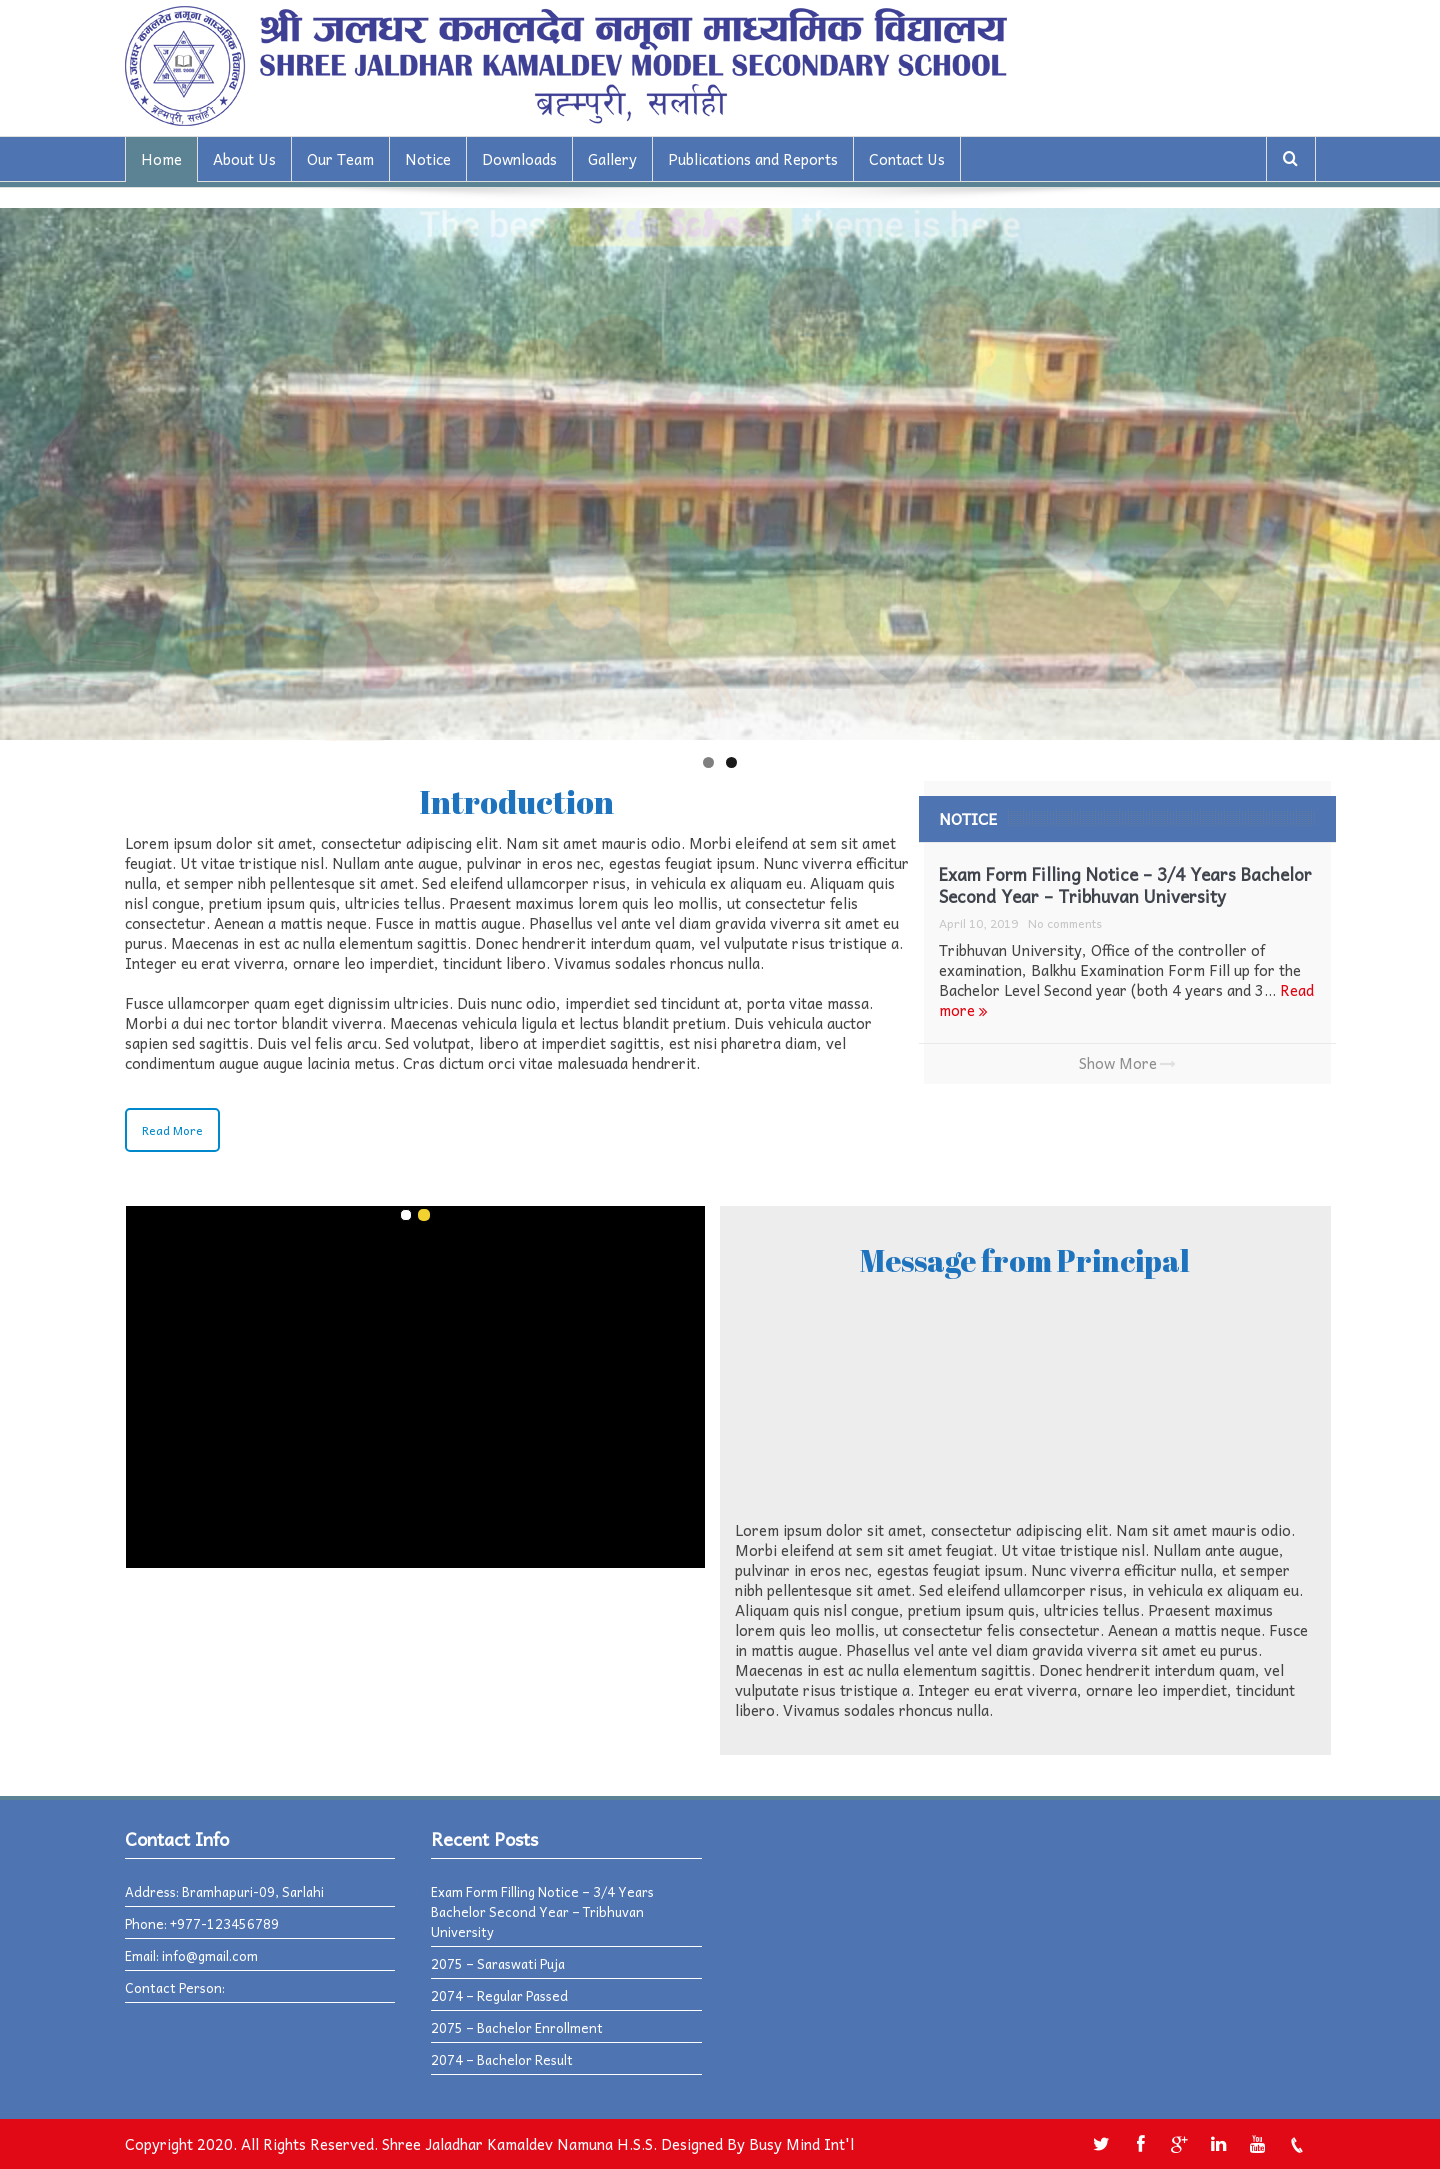 श्री जलधर कमलदेव नमूना माध्यमिक विद्यालय
SHREE JALDHAR KAMALDEV MODEL SECONDARY SCHOOL
ब्रह्म्पुरी, सर्लाही
Home About Us Our Team Notice Downloads Gallery Publications and Reports Contact Us
The best Kids School theme is here
Introduction
Lorem ipsum dolor sit amet, consectetur adipiscing elit. Nam sit amet mauris odio. Morbi eleifend at sem sit amet
feugiat. Ut vitae tristique nisl. Nullam ante augue, pulvinar in eros nec, egestas feugiat ipsum. Nunc viverra efficitur
nulla, et semper nibh pellentesque sit amet. Sed eleifend ullamcorper risus, in vehicula ex aliquam eu. Aliquam quis
nisl congue, pretium ipsum quis, ultricies tellus. Praesent maximus lorem quis leo mollis, ut consectetur felis
consectetur. Aenean a mattis neque. Fusce in mattis augue. Phasellus vel ante vel diam gravida viverra sit amet eu
purus. Maecenas in est ac nulla elementum sagittis. Donec hendrerit interdum quam, vel vulputate risus tristique a.
Integer eu erat viverra, ornare leo imperdiet, tincidunt libero. Vivamus sodales rhoncus nulla.
Fusce ullamcorper quam eget dignissim ultricies. Duis nunc odio, imperdiet sed tincidunt at, porta vitae massa.
Morbi a dui nec tortor blandit viverra. Maecenas vehicula ligula et lectus blandit pretium. Duis vehicula auctor
sapien sed sagittis. Duis vel felis arcu. Sed volutpat, libero at imperdiet sagittis, est nisi pharetra diam, vel
condimentum augue augue lacinia metus. Cras dictum orci vitae malesuada hendrerit.
Read More
NOTICE
Exam Form Filling Notice – 3/4 Years Bachelor
Second Year – Tribhuvan University
April 10, 2019 No comments
Tribhuvan University, Office of the controller of
examination, Balkhu Examination Form Fill up for the
Bachelor Level Second year (both 4 years and 3... Read
more »
Show More
Message from Principal
Lorem ipsum dolor sit amet, consectetur adipiscing elit. Nam sit amet mauris odio.
Morbi eleifend at sem sit amet feugiat. Ut vitae tristique nisl. Nullam ante augue,
pulvinar in eros nec, egestas feugiat ipsum. Nunc viverra efficitur nulla, et semper
nibh pellentesque sit amet. Sed eleifend ullamcorper risus, in vehicula ex aliquam eu.
Aliquam quis nisl congue, pretium ipsum quis, ultricies tellus. Praesent maximus
lorem quis leo mollis, ut consectetur felis consectetur. Aenean a mattis neque. Fusce
in mattis augue. Phasellus vel ante vel diam gravida viverra sit amet eu purus.
Maecenas in est ac nulla elementum sagittis. Donec hendrerit interdum quam, vel
vulputate risus tristique a. Integer eu erat viverra, ornare leo imperdiet, tincidunt
libero. Vivamus sodales rhoncus nulla.
Contact Info
Address: Bramhapuri-09, Sarlahi
Phone: +977-123456789
Email: info@gmail.com
Contact Person:
Recent Posts
Exam Form Filling Notice – 3/4 Years
Bachelor Second Year – Tribhuvan
University
2075 – Saraswati Puja
2074 – Regular Passed
2075 – Bachelor Enrollment
2074 – Bachelor Result
Copyright 2020. All Rights Reserved. Shree Jaladhar Kamaldev Namuna H.S.S. Designed By Busy Mind Int'l